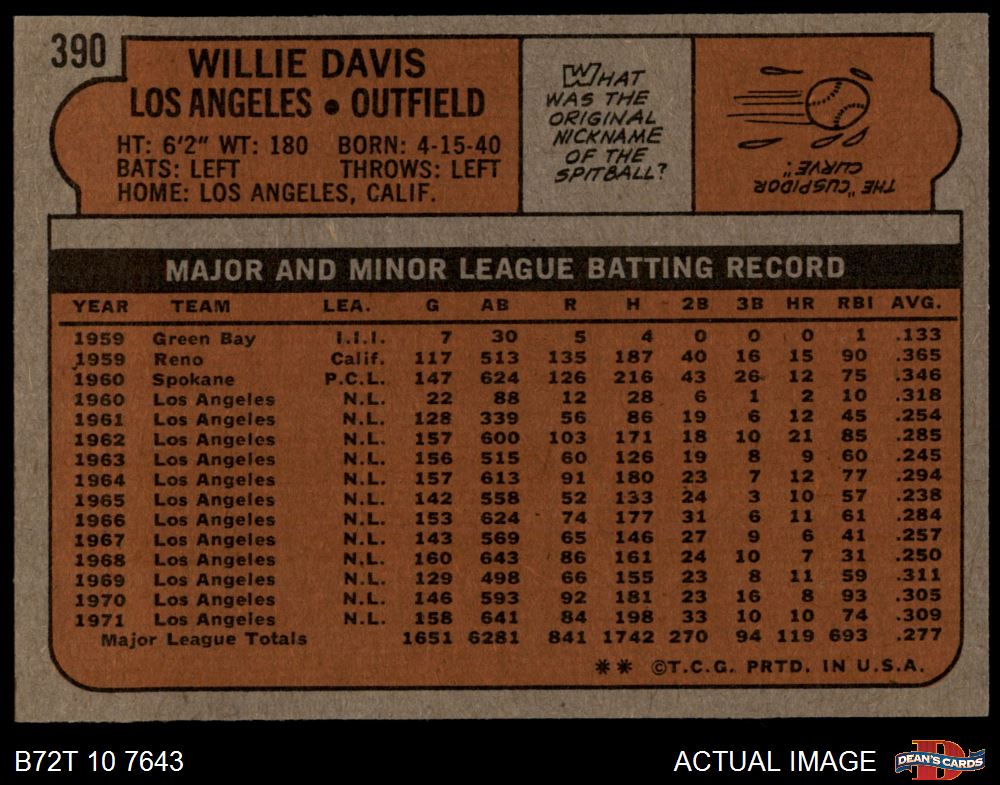 390
WILLIE DAVIS
LOS ANGELES • OUTFIELD
HT: 6'2" WT: 180 BORN: 4-15-40
BATS: LEFT THROWS: LEFT
HOME: LOS ANGELES, CALIF.
WHAT
WAS THE
ORIGINAL
NICKNAME
OF THE
SPITBALL?
THE "CUSPIDOR
CURVE".
MAJOR AND MINOR LEAGUE BATTING RECORD
YEAR TEAM LEA. G AB R H 2B 3B HR RBI AVG.
1959 Green Bay I.I.I. 7 30 5 4 0 0 0 1 .133
1959 Reno Calif. 117 513 135 187 40 16 15 90 .365
1960 Spokane P.C.L. 147 624 126 216 43 26 12 75 .346
1960 Los Angeles N.L. 22 88 12 28 6 1 2 10 .318
1961 Los Angeles N.L. 128 339 56 86 19 6 12 45 .254
1962 Los Angeles N.L. 157 600 103 171 18 10 21 85 .285
1963 Los Angeles N.L. 156 515 60 126 19 8 9 60 .245
1964 Los Angeles N.L. 157 613 91 180 23 7 12 77 .294
1965 Los Angeles N.L. 142 558 52 133 24 3 10 57 .238
1966 Los Angeles N.L. 153 624 74 177 31 6 11 61 .284
1967 Los Angeles N.L. 143 569 65 146 27 9 6 41 .257
1968 Los Angeles N.L. 160 643 86 161 24 10 7 31 .250
1969 Los Angeles N.L. 129 498 66 155 23 8 11 59 .311
1970 Los Angeles N.L. 146 593 92 181 23 16 8 93 .305
1971 Los Angeles N.L. 158 641 84 198 33 10 10 74 .309
Major League Totals 1651 6281 841 1742 270 94 119 693 .277
** ©T.C.G. PRTD. IN U.S.A.
B72T 10 7643
ACTUAL IMAGE
D
DEAN'S CARDS